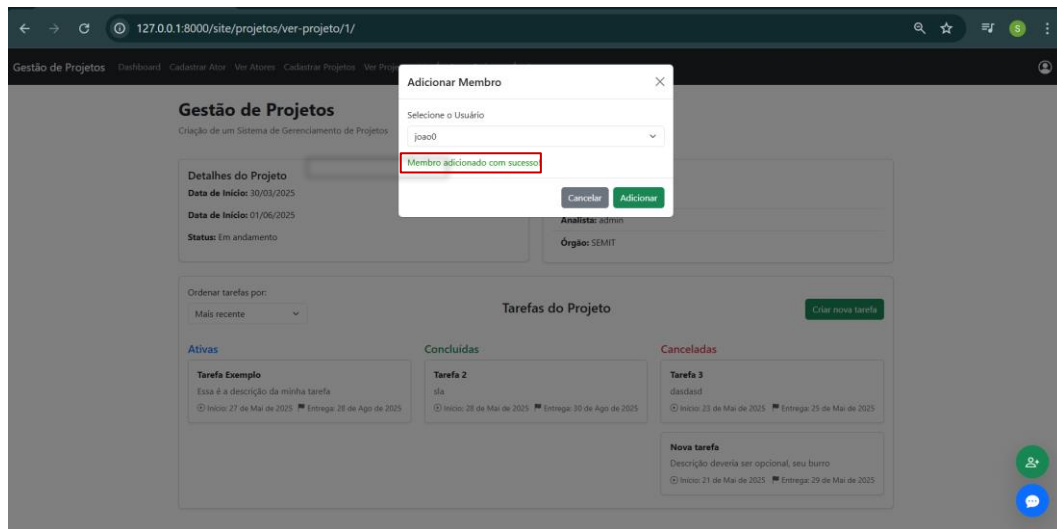 127.0.0.1:8000/site/projetos/ver-projeto/1/
S
Gestão de Projetos Dashboard Cadastrar Ator Ver Atores Cadastrar Projetos Ver
Adicionar Membro
Selecione o Usuário
joao0
Membro adicionado com sucesso!
Cancelar Adicionar
Gestão de Projetos
Criação de um Sistema de Gerenciamento de Projetos
Detalhes do Projeto
Data de Início: 30/03/2025
Data de Início: 01/06/2025
Status: Em andamento
Analista: admin
Órgão: SEMIT
Ordenar tarefas por:
Mais recente
Tarefas do Projeto
Criar nova tarefa
Ativas
Tarefa Exemplo
Essa é a descrição da minha tarefa
Início: 27 de Mai de 2025 Entrega: 28 de Ago de 2025
Concluídas
Tarefa 2
sla
Início: 28 de Mai de 2025 Entrega: 30 de Ago de 2025
Canceladas
Tarefa 3
dasdasd
Início: 23 de Mai de 2025 Entrega: 25 de Mai de 2025
Nova tarefa
Descrição deveria ser opcional, seu burro
Início: 21 de Mai de 2025 Entrega: 29 de Mai de 2025